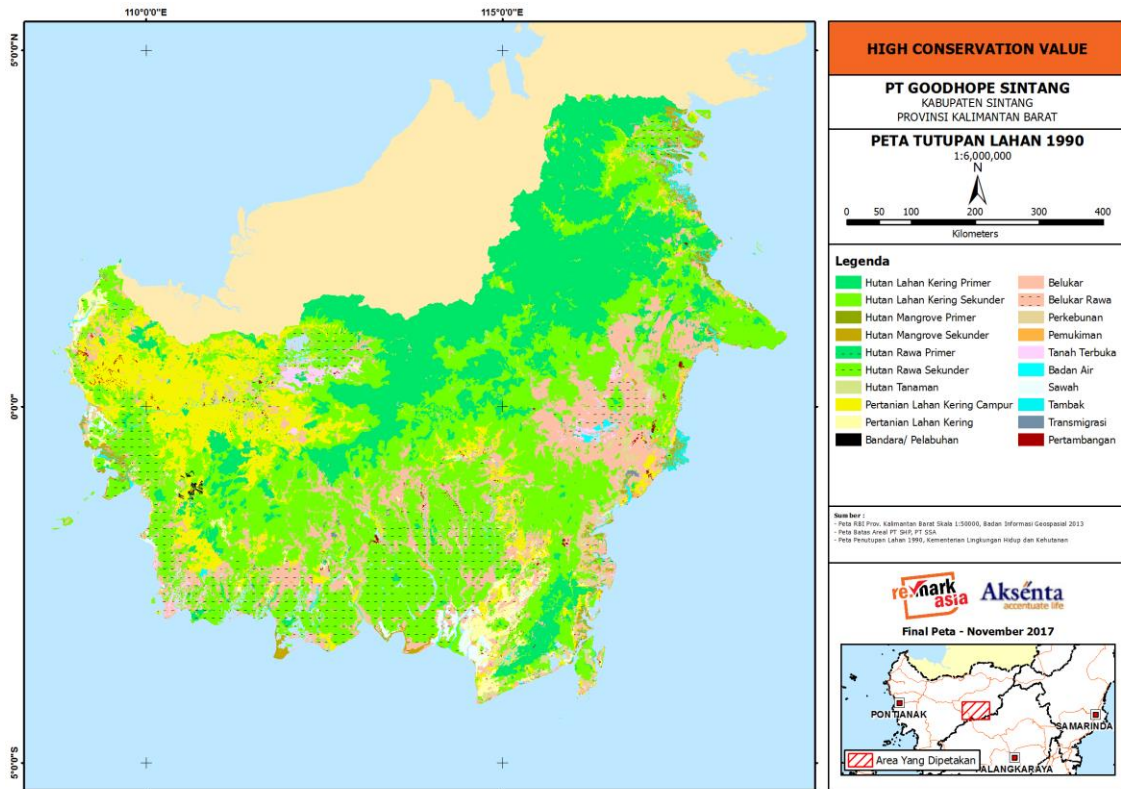 110°0'0"E
115°0'0"E
5°0'0"N
0°0'0"
5°0'0"S
HIGH CONSERVATION VALUE
PT GOODHOPE SINTANG
KABUPATEN SINTANG
PROVINSI KALIMANTAN BARAT
PETA TUTUPAN LAHAN 1990
1:6,000,000
N
0 50 100 200 300 400
Kilometers
Legenda
Hutan Lahan Kering Primer
Hutan Lahan Kering Sekunder
Hutan Mangrove Primer
Hutan Mangrove Sekunder
Hutan Rawa Primer
Hutan Rawa Sekunder
Hutan Tanaman
Pertanian Lahan Kering Campur
Pertanian Lahan Kering
Bandara/ Pelabuhan
Belukar
Belukar Rawa
Perkebunan
Pemukiman
Tanah Terbuka
Badan Air
Sawah
Tambak
Transmigrasi
Pertambangan
Sumber :
- Peta RBI Prov. Kalimantan Barat Skala 1:50000, Badan Informasi Geospasial 2013
- Peta Batas Areal PT SHP, PT SSA
- Peta Penutupan Lahan 1990, Kementerian Lingkungan Hidup dan Kehutanan
re mark asia
Aksenta
accentuate life
Final Peta - November 2017
PONTIANAK
SAMARINDA
PALANGKARAYA
Area Yang Dipetakan